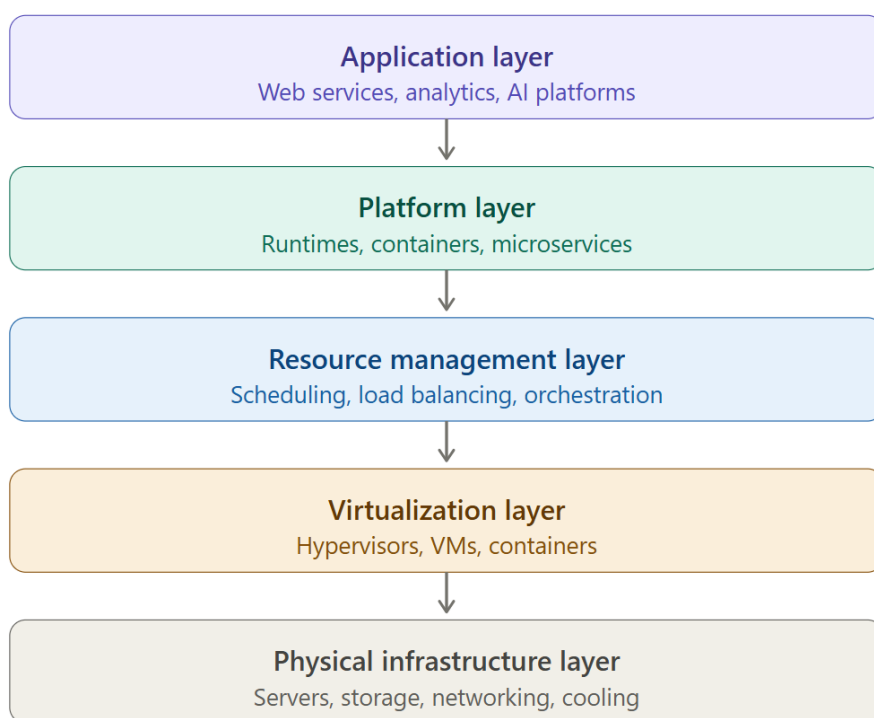 Application layer
Web services, analytics, AI platforms
Platform layer
Runtimes, containers, microservices
Resource management layer
Scheduling, load balancing, orchestration
Virtualization layer
Hypervisors, VMs, containers
Physical infrastructure layer
Servers, storage, networking, cooling